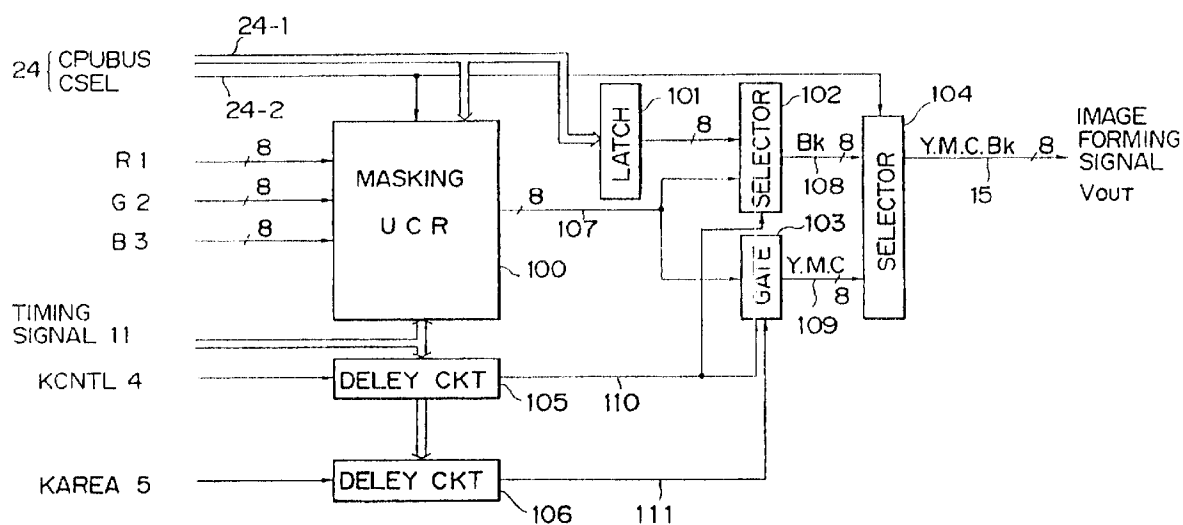 24-1
24 { CPUBUS
CSEL
24-2
101
102
104
LATCH
8
SELECTOR
Bk 8
108
SELECTOR
Y.M.C.Bk 8
15
IMAGE
FORMING
SIGNAL
VOUT
R 1
8
G 2
8
B 3
8
MASKING
U C R
100
8
107
103
GATE
Y.M.C
8
109
TIMING
SIGNAL 11
KCNTL 4
DELEY CKT
105
110
KAREA 5
DELEY CKT
106
111